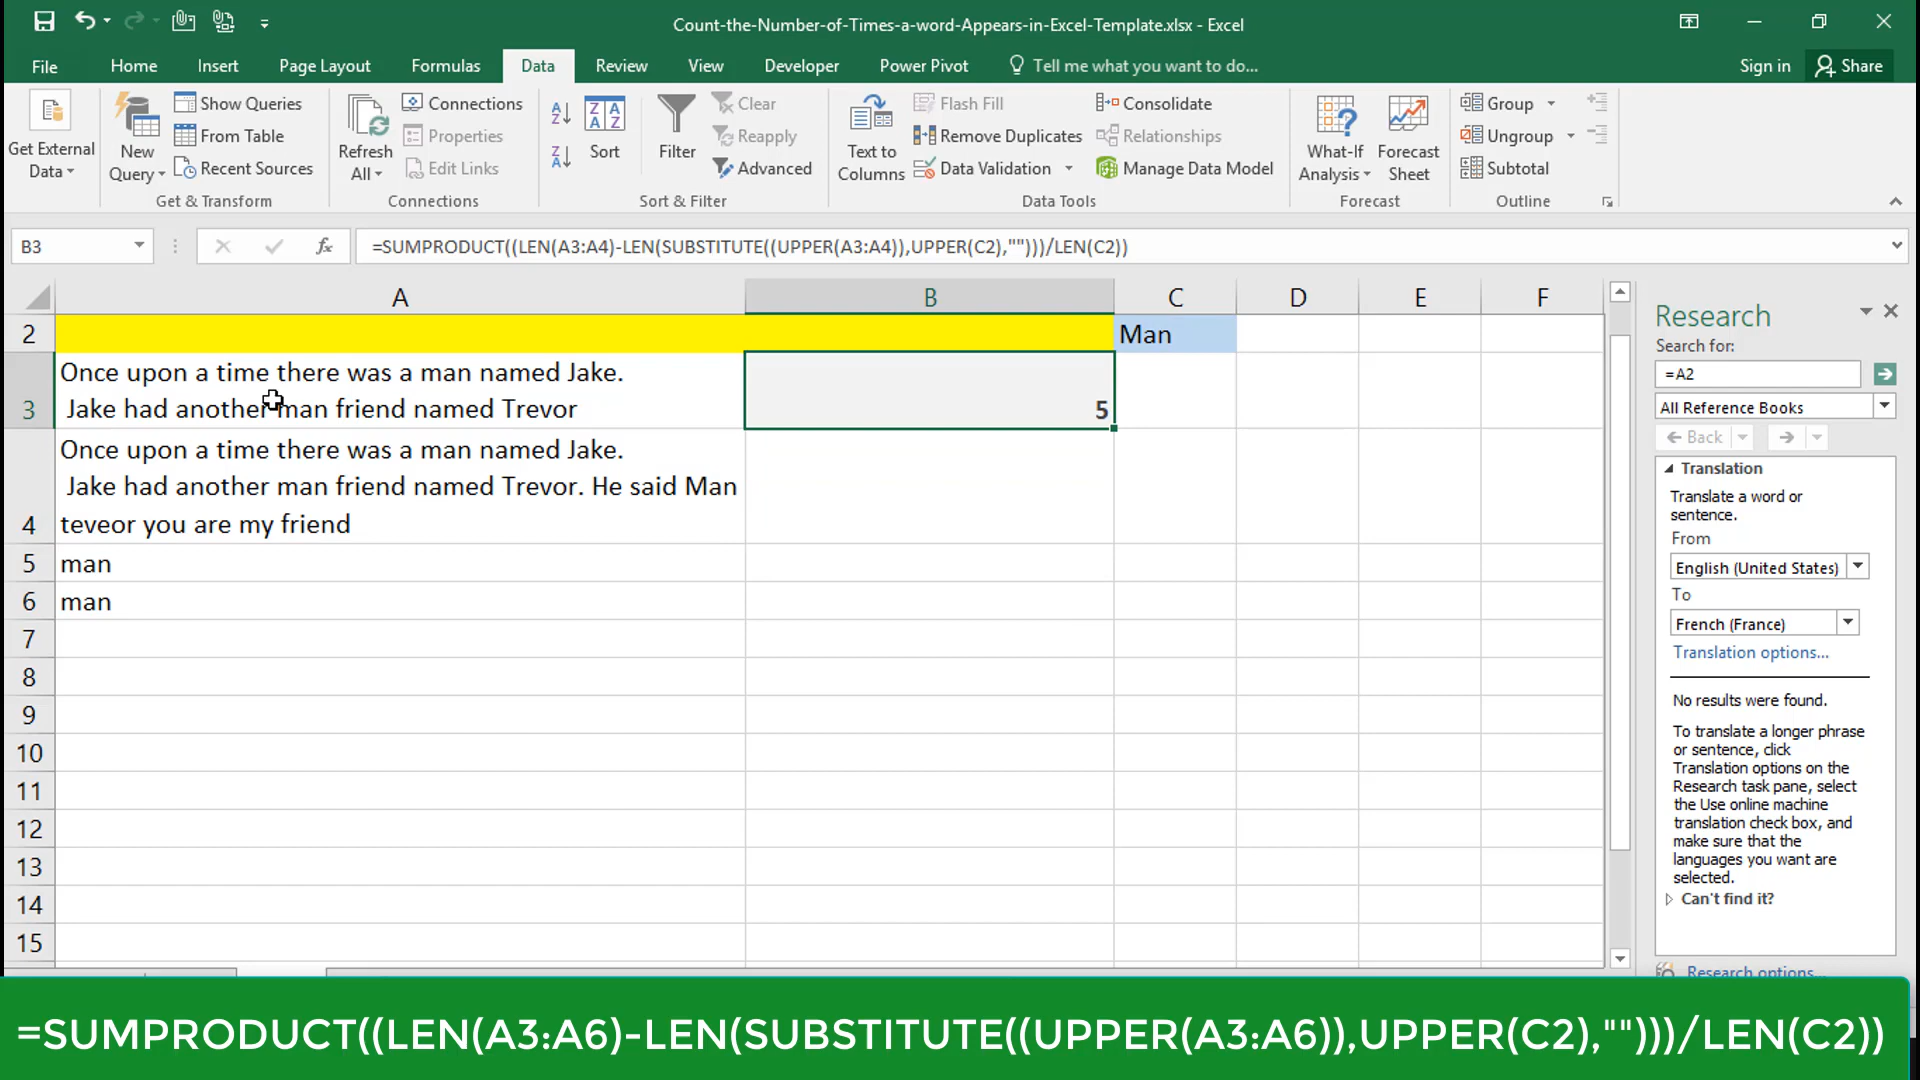 Count-the-Number-of-Times-a-word-Appears-in-Excel-Template.xlsx - Excel
File Home Insert Page Layout Formulas Data Review View Developer Power Pivot Tell me what you want to do... Sign in Share
Get External Data
New Query
Show Queries
From Table
Recent Sources
Get & Transform
Refresh All
Connections
Properties
Edit Links
Connections
A Z
Z A
Z A A Z
Sort
Filter
Clear
Reapply
Advanced
Sort & Filter
Text to Columns
Flash Fill
Remove Duplicates
Data Validation
Consolidate
Relationships
Manage Data Model
Data Tools
What-If Analysis
Forecast Sheet
Forecast
Group
Ungroup
Subtotal
Outline
B3 fx =SUMPRODUCT((LEN(A3:A4)-LEN(SUBSTITUTE((UPPER(A3:A4)),UPPER(C2),"")))/LEN(C2))
A B C D E F
2 Man
3 Once upon a time there was a man named Jake.
Jake had another man friend named Trevor 5
4 Once upon a time there was a man named Jake.
Jake had another man friend named Trevor. He said Man
teveor you are my friend
5 man
6 man
7
8
9
10
11
12
13
14
15
Research
Search for:
=A2
All Reference Books
Back
Translation
Translate a word or
sentence.
From
English (United States)
To
French (France)
Translation options...
No results were found.
To translate a longer phrase
or sentence, click
Translation options on the
Research task pane, select
the Use online machine
translation check box, and
make sure that the
languages you want are
selected.
Can't find it?
Research options...
=SUMPRODUCT((LEN(A3:A6)-LEN(SUBSTITUTE((UPPER(A3:A6)),UPPER(C2),"")))/LEN(C2))